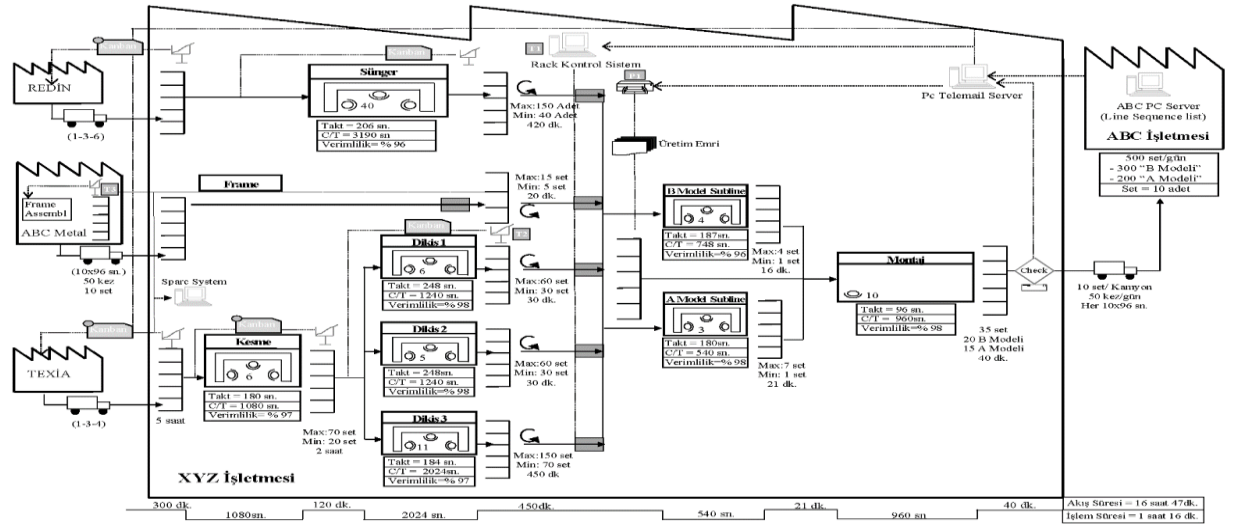 Kanban
REDİN
(1-3-6)
Sünger
40
Takt = 206 sn.
C/T = 3190 sn
Verimlilik=% 96
Kanban
Max:150 Adet
Min: 40 Adet
420 dk.
T1
Rack Kontrol Sistem
P1
Üretim Emri
Pc Telemail Server
ABC PC Server
(Line Sequence list)
ABC İşletmesi
500 set/gün
- 300 "B Modeli"
- 200 "A Modeli"
Set = 10 adet
Frame
Assembl
ABC Metal
(10x96 sn.)
50 kez
10 set
Frame
Max:15 set
Min: 5 set
20 dk.
Kanban
T2
Dikis 1
6
Takt = 248 sn.
C/T = 1240 sn.
Verimlilik=% 98
Max:60 set
Min: 30 set
30 dk.
Sparc System
Kanban
TEXİA
(1-3-4)
5 saat
Kanban
Kesme
6
Takt = 180 sn.
C/T = 1080 sn.
Verimlilik= % 97
Max:70 set
Min: 20 set
2 saat
Dikis 2
5
Takt = 248sn.
C/T = 1240 sn.
Verimlilik=% 98
Max:60 set
Min: 30 set
30 dk.
Dikis 3
11
Takt = 184 sn.
C/T = 2024sn.
Verimlilik=% 97
Max:150 set
Min: 70 set
450 dk
B Model Subline
4
Takt = 187sn.
C/T = 748 sn.
Verimlilik=% 96
Max:4 set
Min: 1 set
16 dk.
A Model Subline
3
Takt = 180sn.
C/T = 540 sn.
Verimlilik=% 98
Max:7 set
Min: 1 set
21 dk.
Montai
10
Takt = 96 sn.
C/T = 960sn.
Verimlilik=% 98
35 set
20 B Modeli
15 A Modeli
40 dk.
Check
10 set/ Kamyon
50 kez/gün
Her 10x96 sn.
XYZ İşletmesi
300 dk.
1080sn.
120 dk.
2024 sn.
450dk.
540 sn.
21 dk.
960 sn
40 dk.
Akış Süresi = 16 saat 47dk.
İşlem Süresi = 1 saat 16 dk.